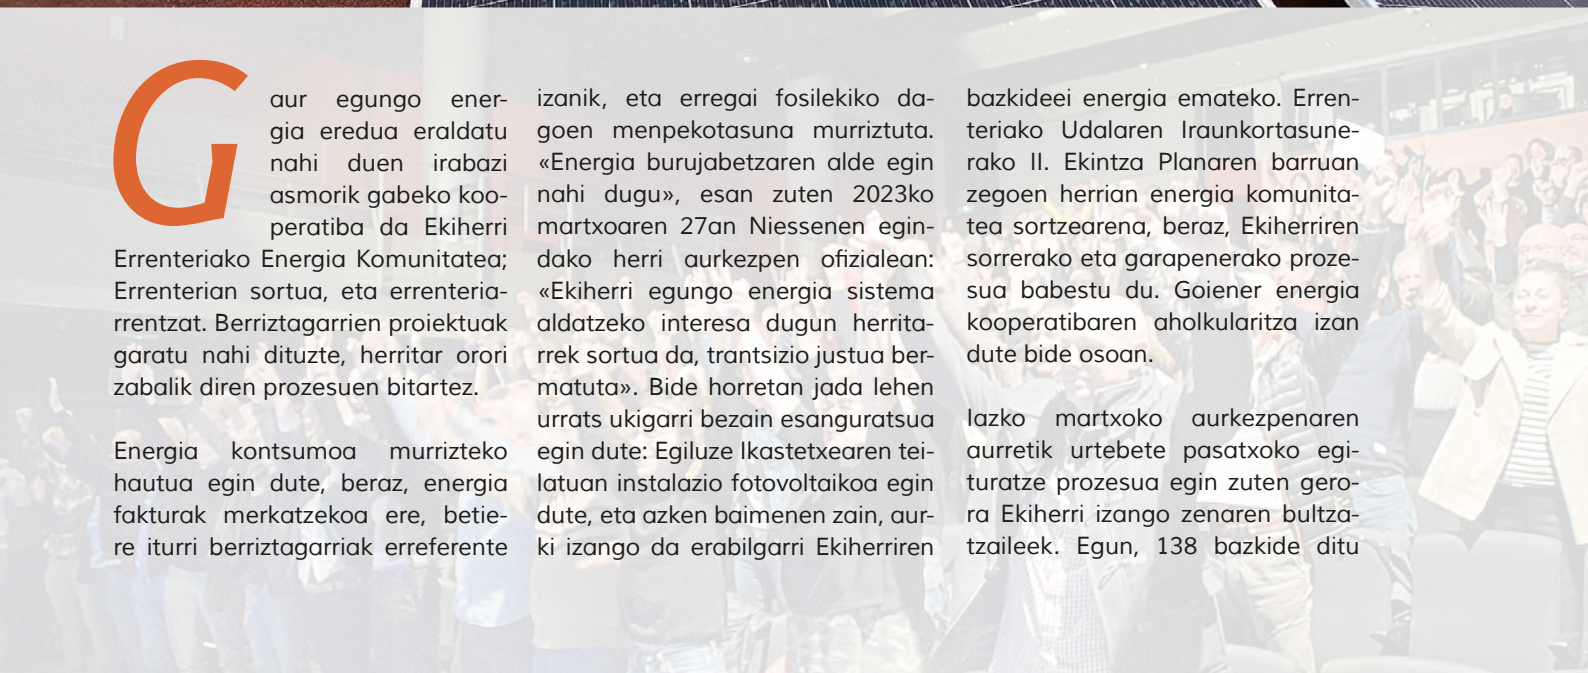 Gaur egungo ener-
gia eredua eraldatu
nahi duen irabazi
asmorik gabeko koo-
peratiba da Ekiherri
Errenteriako Energia Komunitatea;
Errenterian sortua, eta errenteria-
rrentzat. Berriztagarrien proiektuak
garatu nahi dituzte, herritar orori
zabalik diren prozesuen bitartez.
Energia kontsumoa murrizteko
hautua egin dute, beraz, energia
fakturak merkatzekoa ere, betie-
re iturri berriztagarriak erreferente
izanik, eta erregai fosilekiko da-
goen menpekotasuna murriztuta.
«Energia burujabetzaren alde egin
nahi dugu», esan zuten 2023ko
martxoaren 27an Niessenen egin-
dako herri aurkezpen ofizialean:
«Ekiherri egungo energia sistema
aldatzeko interesa dugun herrita-
rrek sortua da, trantsizio justua ber-
matuta». Bide horretan jada lehen
urrats ukigarri bezain esanguratsua
egin dute: Egiluze Ikastetxearen tei-
latuan instalazio fotovoltaikoa egin
dute, eta azken baimenen zain, aur-
ki izango da erabilgarri Ekiherriren
bazkideei energia emateko. Erren-
teriako Udalaren Iraunkortasune-
rako II. Ekintza Planaren barruan
zegoen herrian energia komunita-
tea sortzearena, beraz, Ekiherriren
sorrerako eta garapenerako proze-
sua babestu du. Goiener energia
kooperatibaren aholkularitza izan
dute bide osoan.
Iazko martxoko aurkezpenaren
aurretik urtebete pasatxoko egi-
turatze prozesua egin zuten gero-
ra Ekiherri izango zenaren bultza-
tzaileek. Egun, 138 bazkide ditu